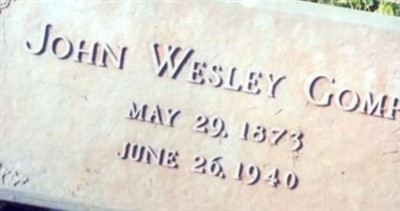 JOHN WESLEY GOMP
MAY 29, 1873
JUNE 26, 1940